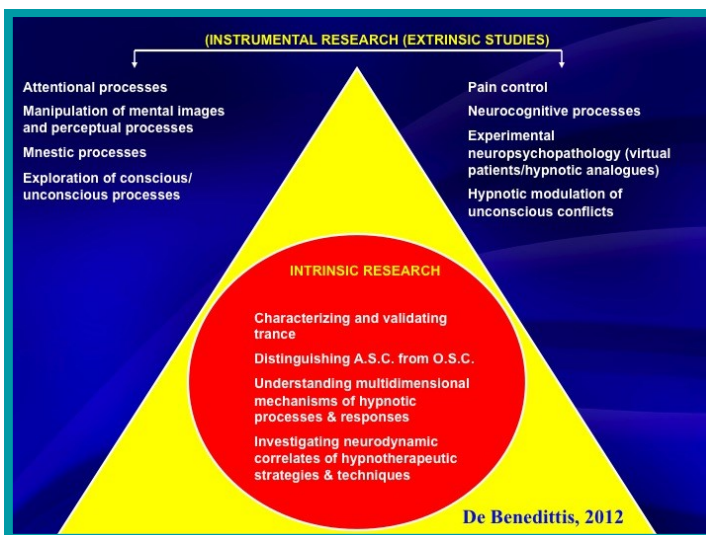 (INSTRUMENTAL RESEARCH (EXTRINSIC STUDIES)
Attentional processes
Manipulation of mental images
and perceptual processes
Mnestic processes
Exploration of conscious/
unconscious processes
Pain control
Neurocognitive processes
Experimental
neuropsychopathology (virtual
patients/hypnotic analogues)
Hypnotic modulation of
unconscious conflicts
INTRINSIC RESEARCH
Characterizing and validating
trance
Distinguishing A.S.C. from O.S.C.
Understanding multidimensional
mechanisms of hypnotic
processes & responses
Investigating neurodynamic
correlates of hypnotherapeutic
strategies & techniques
De Benedittis, 2012